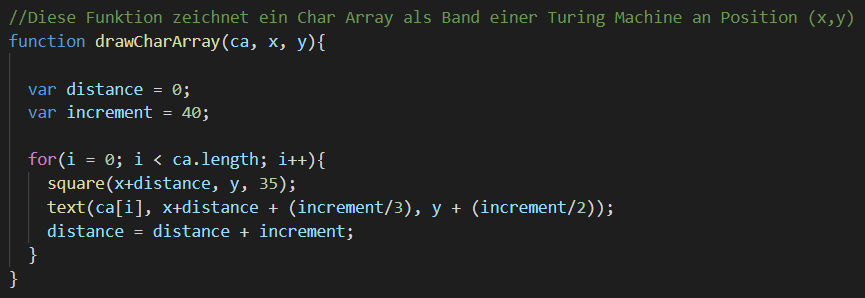 //Diese Funktion zeichnet ein Char Array als Band einer Turing Machine an Position (x,y)
function drawCharArray(ca, x, y){
var distance = 0;
var increment = 40;
for(i = 0; i < ca.length; i++){
square(x+distance, y, 35);
text(ca[i], x+distance + (increment/3), y + (increment/2));
distance = distance + increment;
}
}